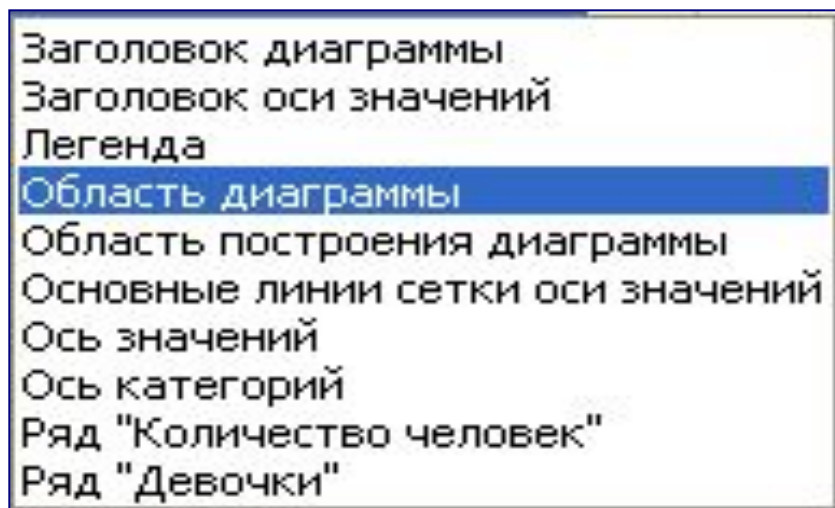 Заголовок диаграммы
Заголовок оси значений
Легенда
Область диаграммы
Область построения диаграммы
Основные линии сетки оси значений
Ось значений
Ось категорий
Ряд "Количество человек"
Ряд "Девочки"